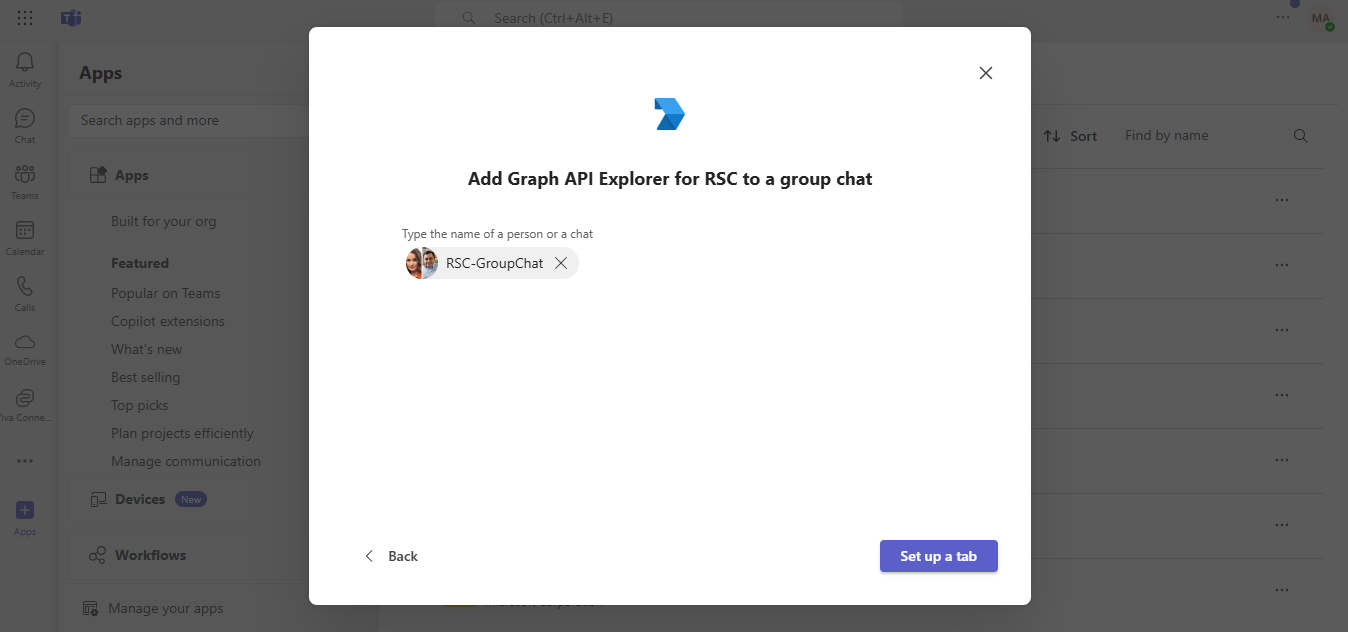 Search (Ctrl+Alt+E)
MA
Activity
Chat
Teams
Calendar
Calls
OneDrive
Viva Conne...
Apps
Apps
Search apps and more
Apps
Built for your org
Featured
Popular on Teams
Copilot extensions
What's new
Best selling
Top picks
Plan projects efficiently
Manage communication
Devices New
Workflows
Manage your apps
Add Graph API Explorer for RSC to a group chat
Type the name of a person or a chat
RSC-GroupChat
Back
Set up a tab
Sort
Find by name